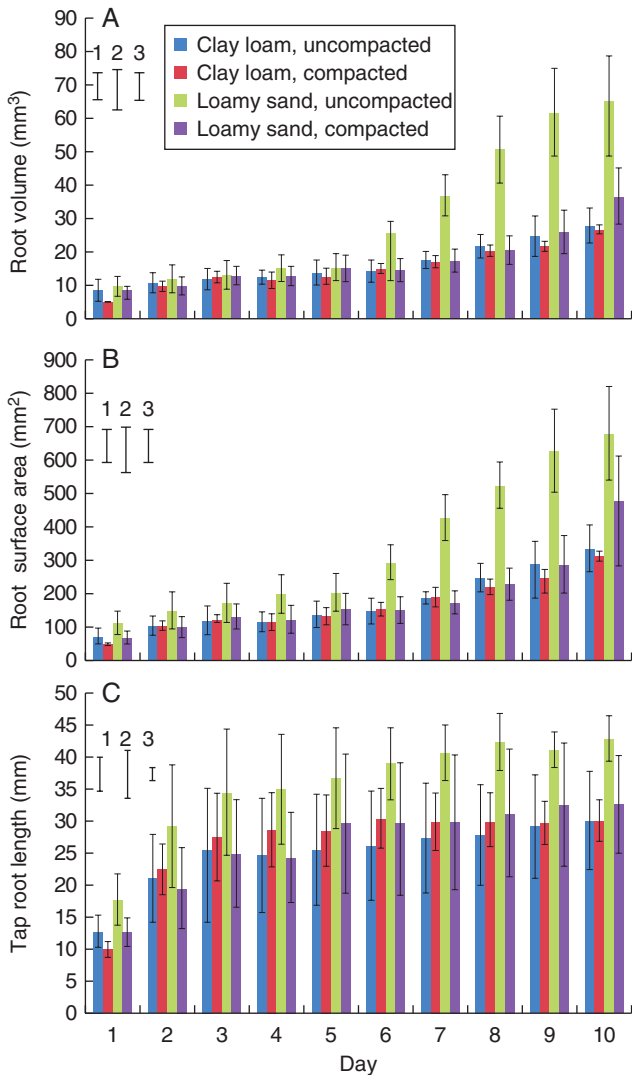 A
90
80
70
60
50
40
30
20
10
0
Root volume (mm³)
1 2 3
Clay loam, uncompacted
Clay loam, compacted
Loamy sand, uncompacted
Loamy sand, compacted
B
900
800
700
600
500
400
300
200
100
0
Root surface area (mm²)
1 2 3
C
50
45
40
35
30
25
20
15
10
5
0
Tap root length (mm)
1 2 3
1 2 3 4 5 6 7 8 9 10
Day